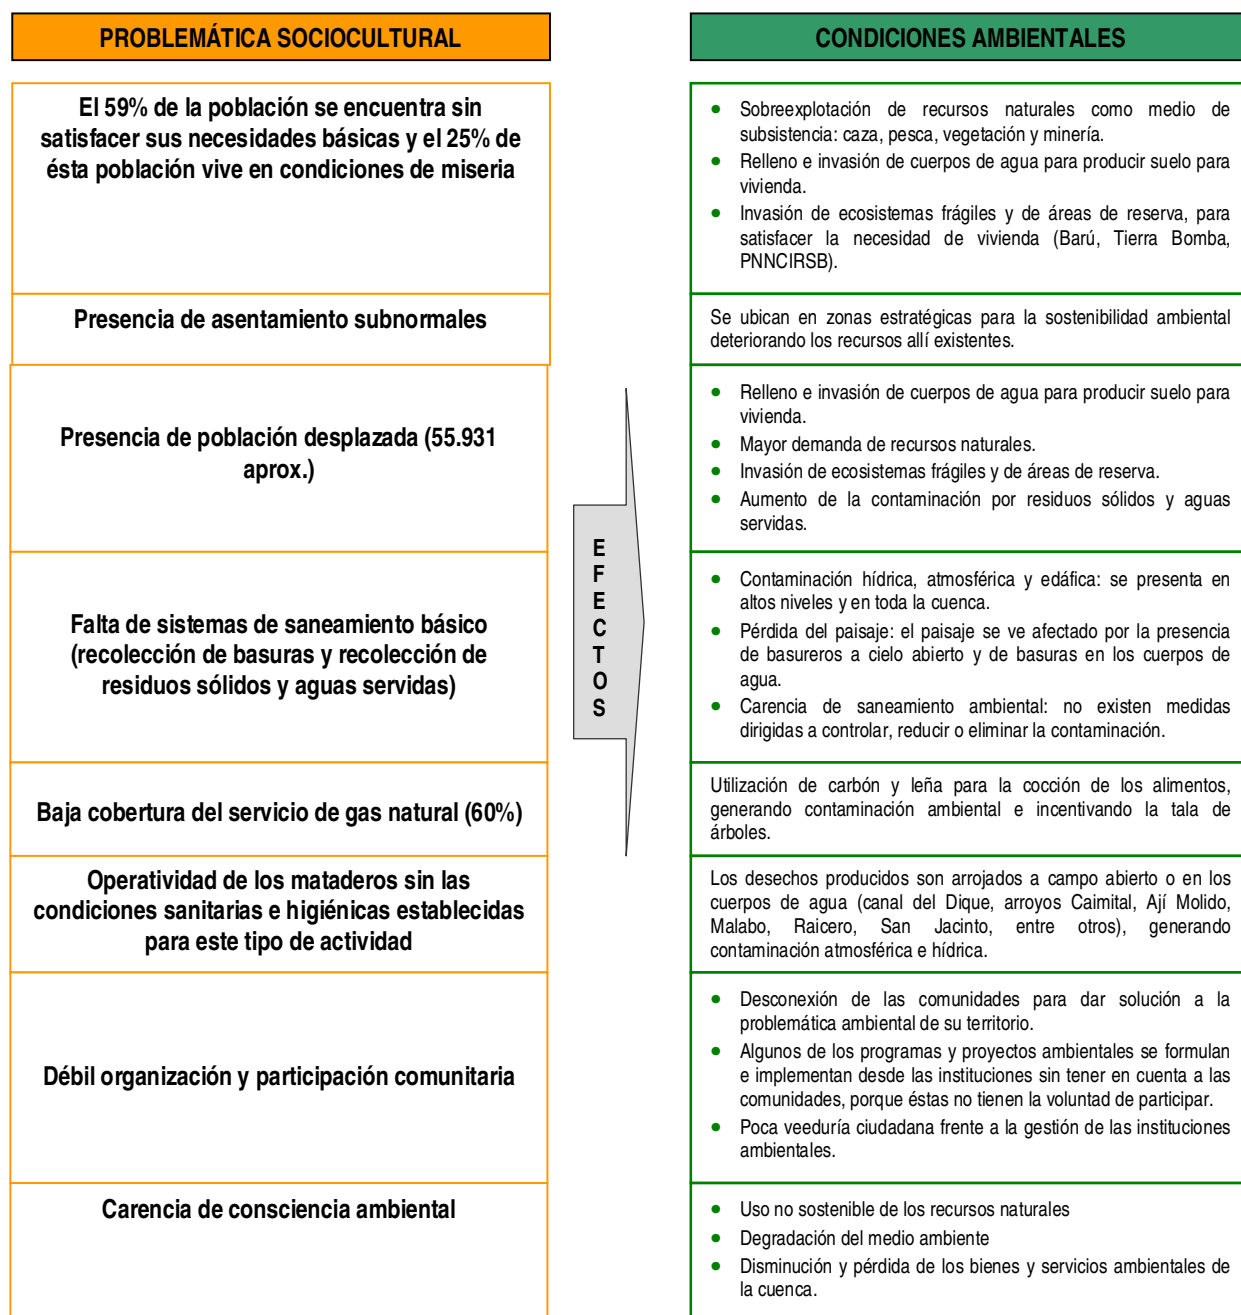 PROBLEMÁTICA SOCIOCULTURAL
CONDICIONES AMBIENTALES
El 59% de la población se encuentra sin
satisfacer sus necesidades básicas y el 25% de
ésta población vive en condiciones de miseria
• Sobreexplotación de recursos naturales como medio de
subsistencia: caza, pesca, vegetación y minería.
• Relleno e invasión de cuerpos de agua para producir suelo para
vivienda.
• Invasión de ecosistemas frágiles y de áreas de reserva, para
satisfacer la necesidad de vivienda (Barú, Tierra Bomba,
PNNCIRSB).
Presencia de asentamiento subnormales
Se ubican en zonas estratégicas para la sostenibilidad ambiental
deteriorando los recursos allí existentes.
Presencia de población desplazada (55.931
aprox.)
• Relleno e invasión de cuerpos de agua para producir suelo para
vivienda.
• Mayor demanda de recursos naturales.
• Invasión de ecosistemas frágiles y de áreas de reserva.
• Aumento de la contaminación por residuos sólidos y aguas
servidas.
E
F
E
C
T
O
S
Falta de sistemas de saneamiento básico
(recolección de basuras y recolección de
residuos sólidos y aguas servidas)
• Contaminación hídrica, atmosférica y edáfica: se presenta en
altos niveles y en toda la cuenca.
• Pérdida del paisaje: el paisaje se ve afectado por la presencia
de basureros a cielo abierto y de basuras en los cuerpos de
agua.
• Carencia de saneamiento ambiental: no existen medidas
dirigidas a controlar, reducir o eliminar la contaminación.
Baja cobertura del servicio de gas natural (60%)
Utilización de carbón y leña para la cocción de los alimentos,
generando contaminación ambiental e incentivando la tala de
árboles.
Operatividad de los mataderos sin las
condiciones sanitarias e higiénicas establecidas
para este tipo de actividad
Los desechos producidos son arrojados a campo abierto o en los
cuerpos de agua (canal del Dique, arroyos Caimital, Ají Molido,
Malabo, Raicero, San Jacinto, entre otros), generando
contaminación atmosférica e hídrica.
Débil organización y participación comunitaria
• Desconexión de las comunidades para dar solución a la
problemática ambiental de su territorio.
• Algunos de los programas y proyectos ambientales se formulan
e implementan desde las instituciones sin tener en cuenta a las
comunidades, porque éstas no tienen la voluntad de participar.
• Poca veeduría ciudadana frente a la gestión de las instituciones
ambientales.
Carencia de consciencia ambiental
• Uso no sostenible de los recursos naturales
• Degradación del medio ambiente
• Disminución y pérdida de los bienes y servicios ambientales de
la cuenca.